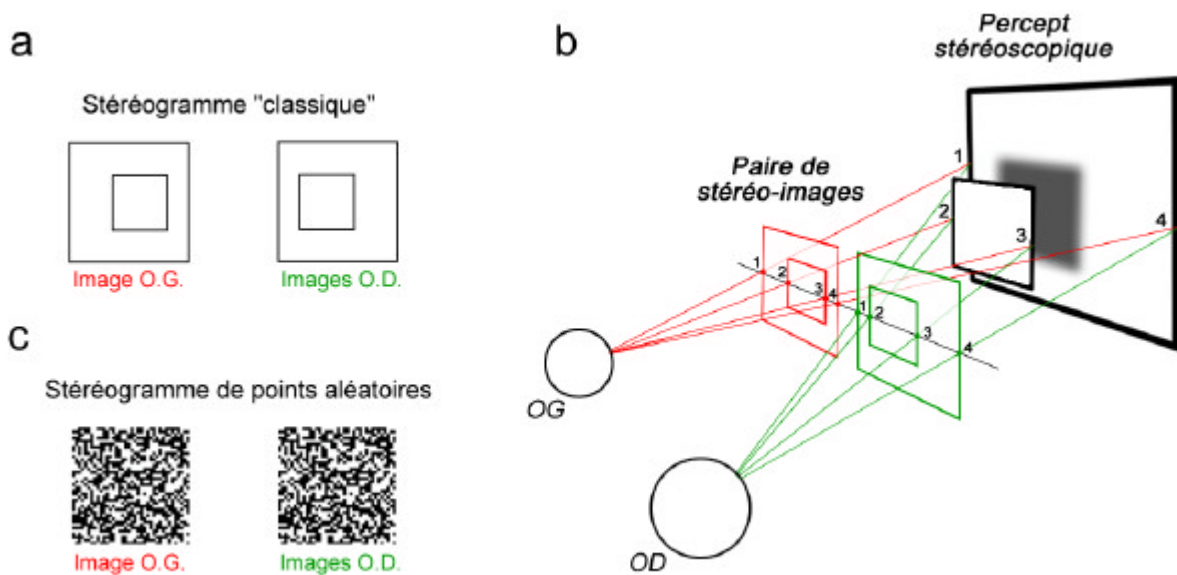 a
Stéréogramme "classique"
Image O.G.
Images O.D.
c
Stéréogramme de points aléatoires
Image O.G.
Images O.D.
b
Percept
stéréoscopique
Paire de
stéréo-images
1
2
3
4
1
2
3
4
1
2
3
4
OG
OD